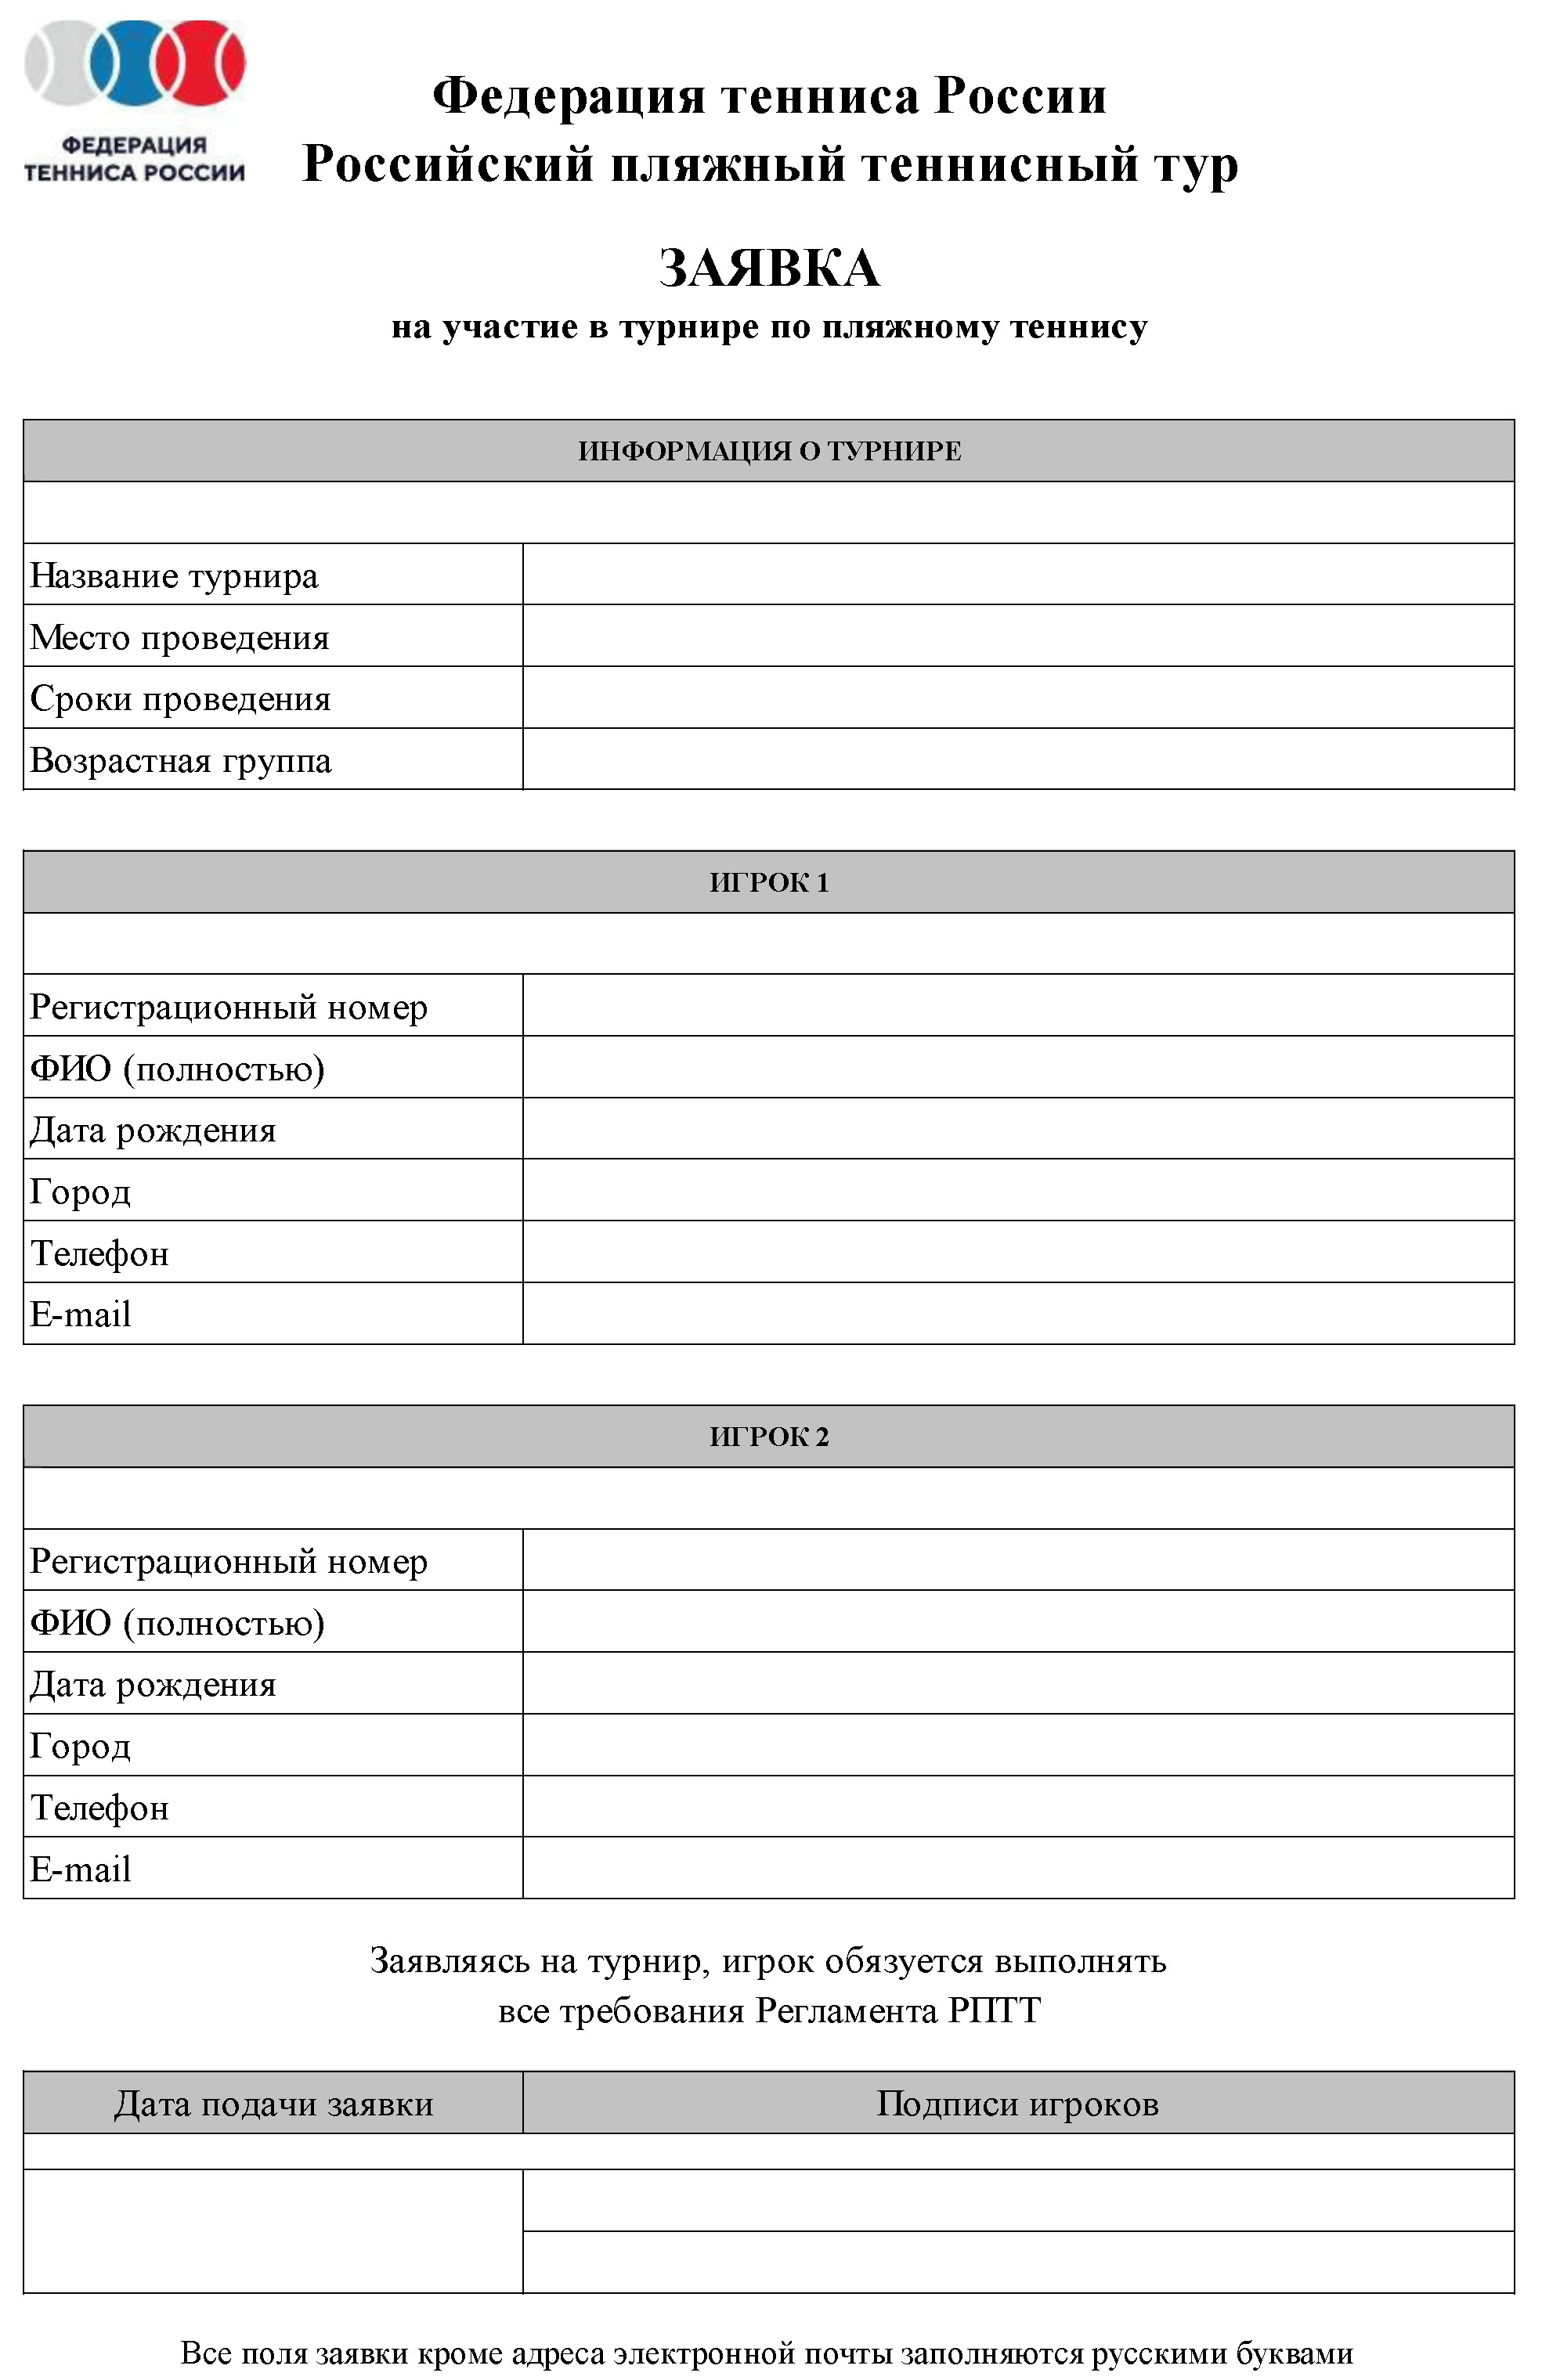 ФЕДЕРАЦИЯ
ТЕННИСА РОССИИ
Федерация тенниса России
Российский пляжный теннисный тур
ЗАЯВКА
на участие в турнире по пляжному теннису
ИНФОРМАЦИЯ О ТУРНИРЕ
Название турнира
Место проведения
Сроки проведения
Возрастная группа
ИГРОК 1
Регистрационный номер
ФИО (полностью)
Дата рождения
Город
Телефон
E-mail
ИГРОК 2
Регистрационный номер
ФИО (полностью)
Дата рождения
Город
Телефон
E-mail
Заявляясь на турнир, игрок обязуется выполнять
все требования Регламента РПТТ
Дата подачи заявки
Подписи игроков
Все поля заявки кроме адреса электронной почты заполняются русскими буквами